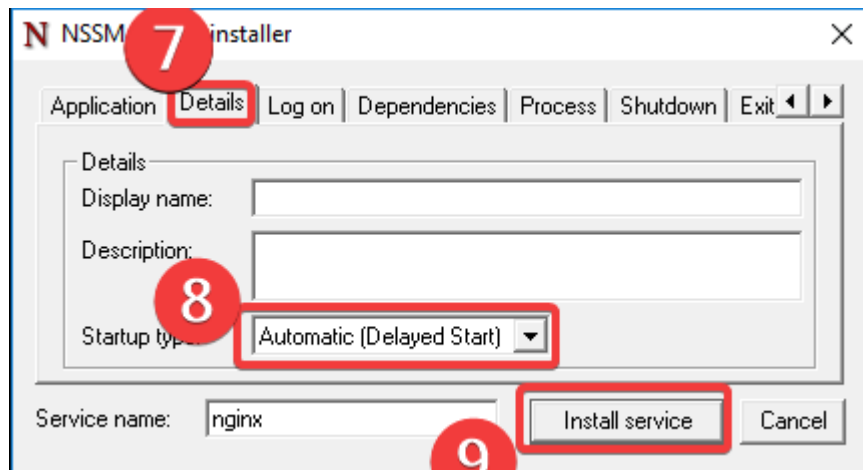 NSSM installer
7
Application Details Log on Dependencies Process Shutdown Exit
Details
Display name:
Description:
8
Startup type: Automatic (Delayed Start)
Service name: nginx Install service Cancel
9